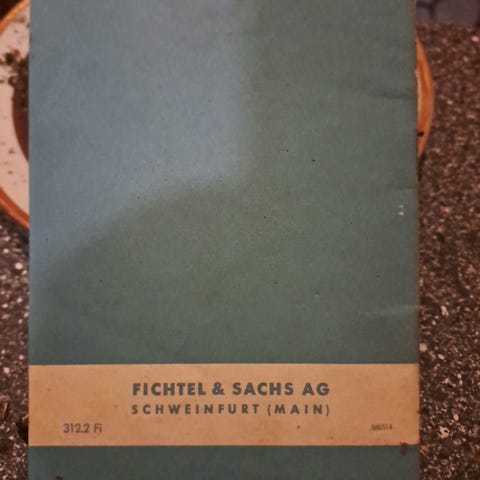 FICHTEL & SACHS AG
SCHWEINFURT (MAIN)
312.2 Fi